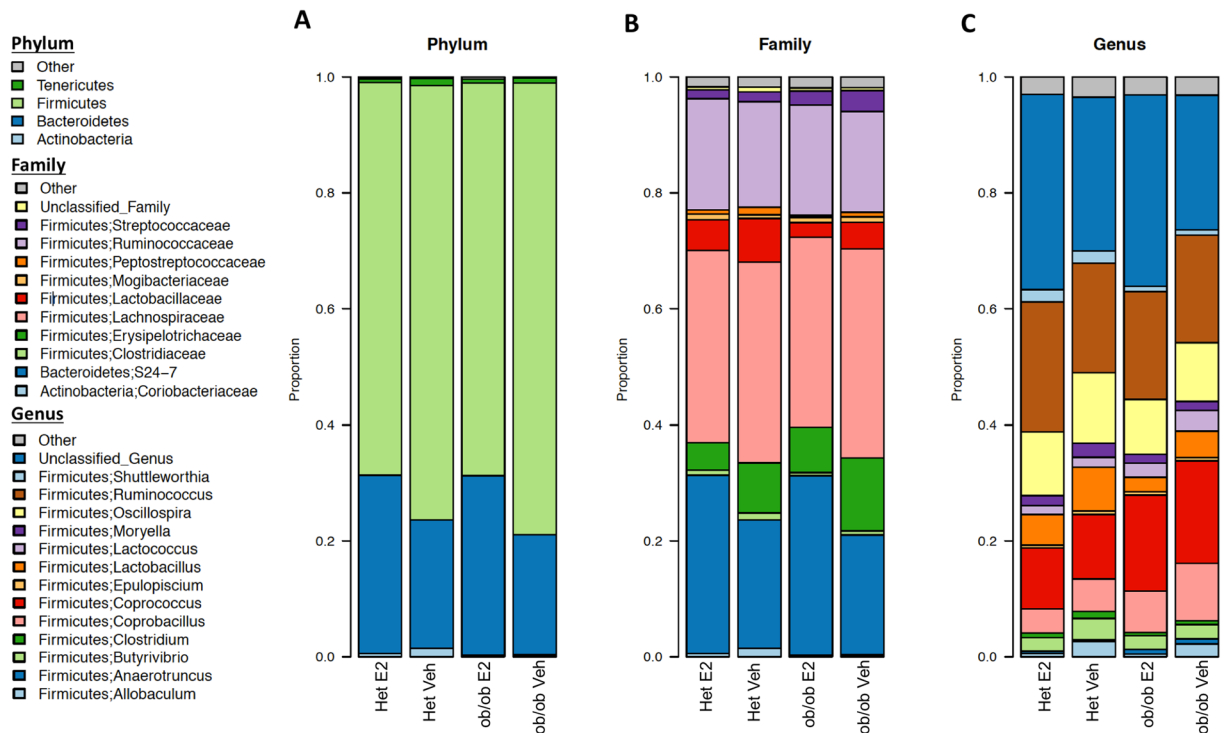 A
B
C
Phylum
Other
Tenericutes
Firmicutes
Bacteroidetes
Actinobacteria
Family
Other
Unclassified_Family
Firmicutes;Streptococcaceae
Firmicutes;Ruminococcaceae
Firmicutes;Peptostreptococcaceae
Firmicutes;Mogibacteriaceae
Firmicutes;Lactobacillaceae
Firmicutes;Lachnospiraceae
Firmicutes;Erysipelotrichaceae
Firmicutes;Clostridiaceae
Bacteroidetes;S24-7
Actinobacteria;Coriobacteriaceae
Genus
Other
Unclassified_Genus
Firmicutes;Shuttleworthia
Firmicutes;Ruminococcus
Firmicutes;Oscillospira
Firmicutes;Moryella
Firmicutes;Lactococcus
Firmicutes;Lactobacillus
Firmicutes;Epulopiscium
Firmicutes;Coprococcus
Firmicutes;Coprobacillus
Firmicutes;Clostridium
Firmicutes;Butyrivibrio
Firmicutes;Anaerotruncus
Firmicutes;Allobaculum
Phylum
1.0
0.8
0.6
0.4
0.2
0.0
Proportion
Het E2
Het Veh
ob/ob E2
ob/ob Veh
Family
1.0
0.8
0.6
0.4
0.2
0.0
Proportion
Het E2
Het Veh
ob/ob E2
ob/ob Veh
Genus
1.0
0.8
0.6
0.4
0.2
0.0
Proportion
Het E2
Het Veh
ob/ob E2
ob/ob Veh